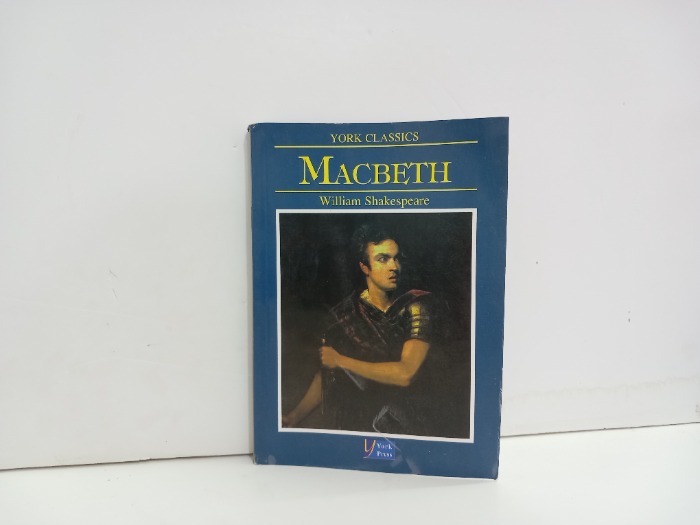 YORK CLASSICS
MACBETH
William Shakespeare
York
Press